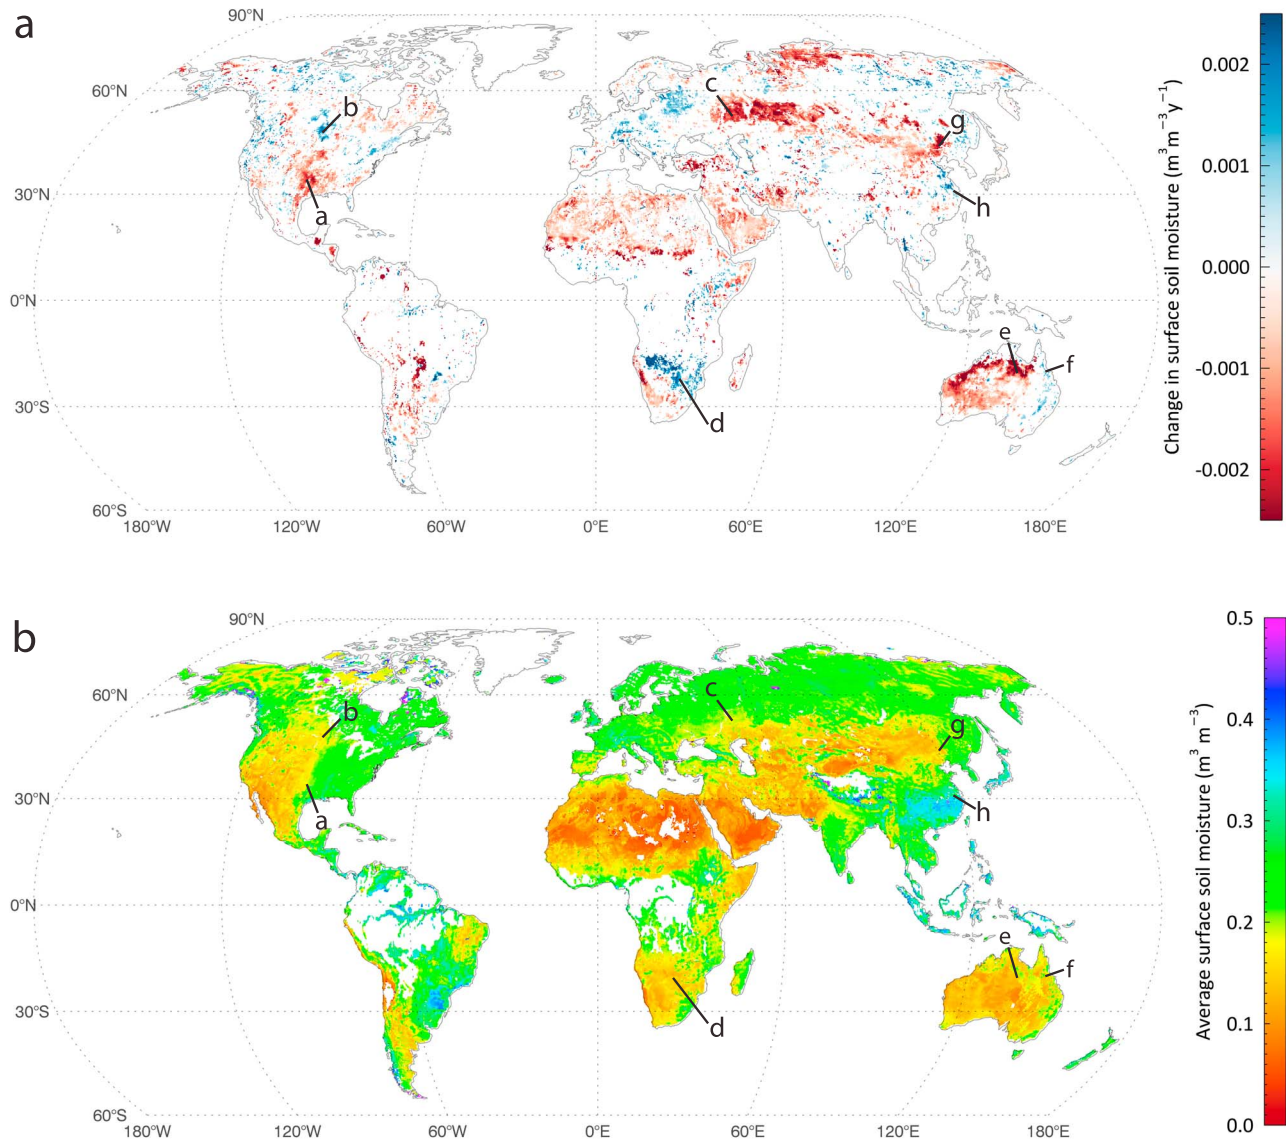 a
90°N
60°N
30°N
0°N
30°S
60°S
180°W
120°W
60°W
0°E
60°E
120°E
180°E
a
b
c
d
e
f
g
h
0.002
0.001
0.000
-0.001
-0.002
Change in surface soil moisture (m³ m⁻³ y⁻¹)
b
90°N
60°N
30°N
0°N
30°S
60°S
180°W
120°W
60°W
0°E
60°E
120°E
180°E
a
b
c
d
e
f
g
h
0.5
0.4
0.3
0.2
0.1
0.0
Average surface soil moisture (m³ m⁻³)